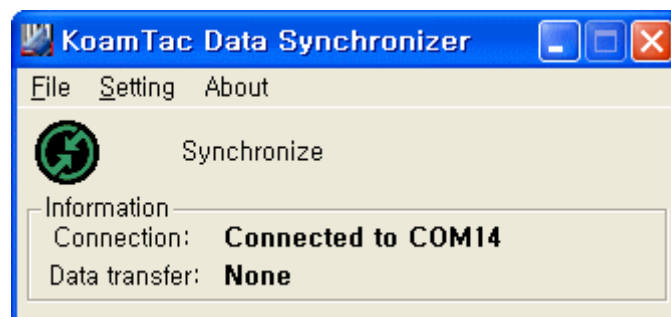 KoamTac Data Synchronizer
File Setting About
Synchronize
Information
Connection: Connected to COM14
Data transfer: None